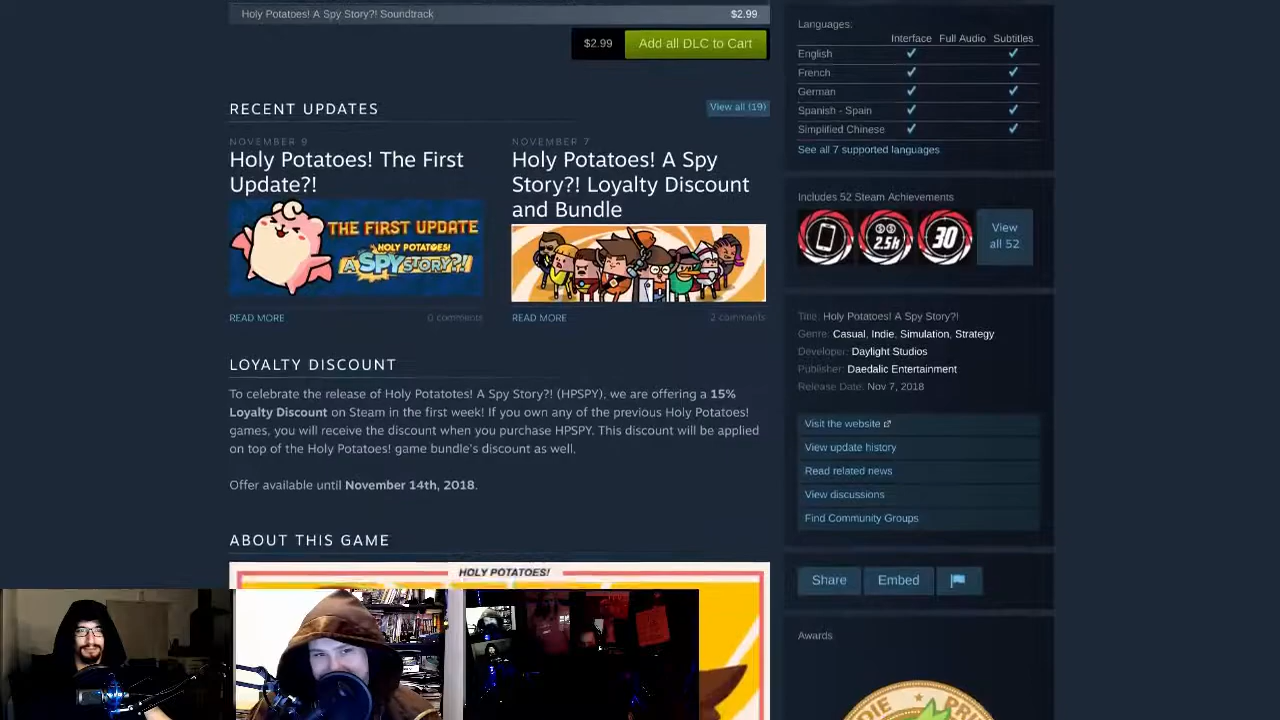 Holy Potatoes! A Spy Story?! Soundtrack $2.99
$2.99 Add all DLC to Cart
RECENT UPDATES
View all (19)
NOVEMBER 9
Holy Potatoes! The First
Update?!
THE FIRST UPDATE
HOLY POTATOES!
A SPY STORY?!
READ MORE
0 comments
NOVEMBER 7
Holy Potatoes! A Spy
Story?! Loyalty Discount
and Bundle
READ MORE
2 comments
LOYALTY DISCOUNT
To celebrate the release of Holy Potatotes! A Spy Story?! (HPSPY), we are offering a 15%
Loyalty Discount on Steam in the first week! If you own any of the previous Holy Potatoes!
games, you will receive the discount when you purchase HPSPY. This discount will be applied
on top of the Holy Potatoes! game bundle's discount as well.
Offer available until November 14th, 2018.
ABOUT THIS GAME
HOLY POTATOES!
Languages:
Interface Full Audio Subtitles
English ✔ ✔
French ✔ ✔
German ✔ ✔
Spanish - Spain ✔ ✔
Simplified Chinese ✔ ✔
See all 7 supported languages
Includes 52 Steam Achievements
2.5h
30
View
all 52
Title: Holy Potatoes! A Spy Story?!
Genre: Casual, Indie, Simulation, Strategy
Developer: Daylight Studios
Publisher: Daedalic Entertainment
Release Date: Nov 7, 2018
Visit the website
View update history
Read related news
View discussions
Find Community Groups
Share
Embed
Awards